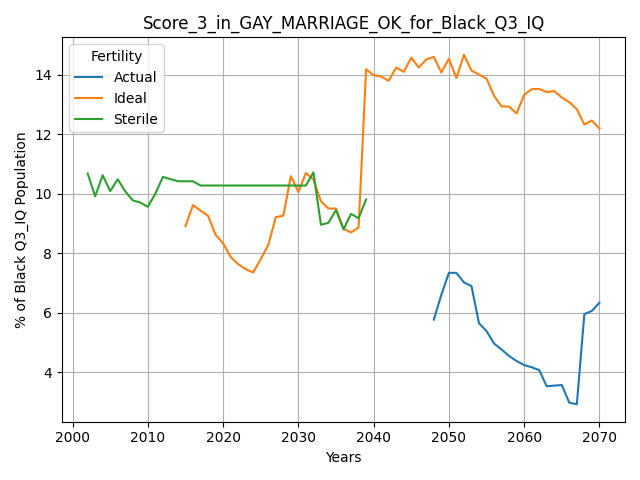 Score_3_in_GAY_MARRIAGE_OK_for_Black_Q3_IQ
Fertility
Actual
Ideal
Sterile
% of Black Q3_IQ Population
14
12
10
8
6
4
2000 2010 2020 2030 2040 2050 2060 2070
Years